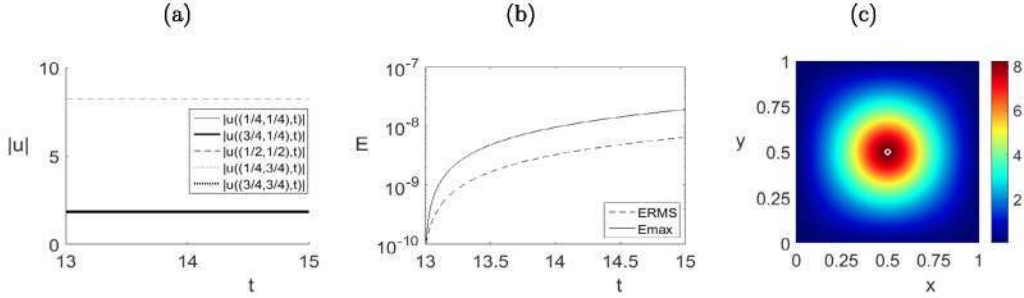 (a)
10
5
0
|u|
13
14
15
t
|u((1/4,1/4),t)|
|u((3/4,1/4),t)|
|u((1/2,1/2),t)|
|u((1/4,3/4),t)|
|u((3/4,3/4),t)|
(b)
10-7
10-8
10-9
10-10
E
13
13.5
14
14.5
15
t
ERMS
Emax
(c)
1
0.75
0.5
0.25
0
y
0
0.25
0.5
0.75
1
x
8
6
4
2